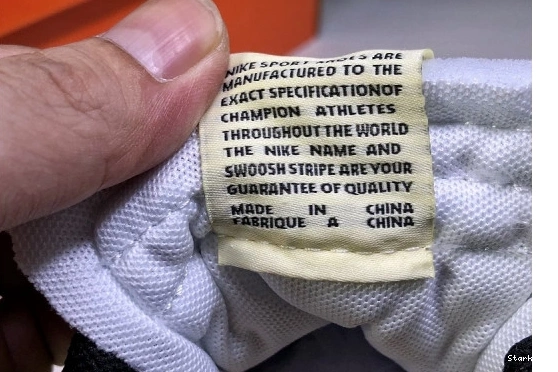 NIKE SPORT SHOES ARE
MANUFACTURED TO THE
EXACT SPECIFICATIONOF
CHAMPION ATHLETES
THROUGHOUT THE WORLD
THE NIKE NAME AND
SWOOSH STRIPE ARE YOUR
GUARANTEE OF QUALITY
MADE IN CHINA
FABRIQUE A CHINA
Stark